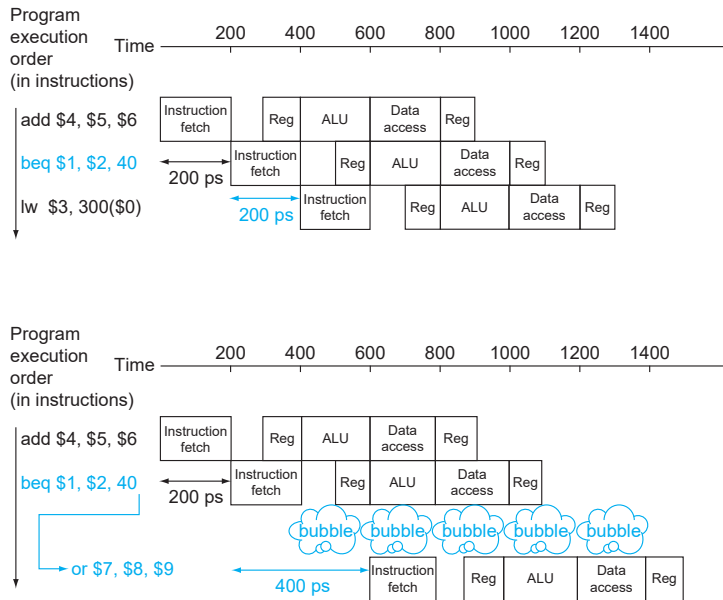 Program
execution
order
(in instructions)
Time
200 400 600 800 1000 1200 1400
add $4, $5, $6
Instruction
fetch
Reg
ALU
Data
access
Reg
beq $1, $2, 40
200 ps
Instruction
fetch
Reg
ALU
Data
access
Reg
lw $3, 300($0)
200 ps
Instruction
fetch
Reg
ALU
Data
access
Reg
Program
execution
order
(in instructions)
Time
200 400 600 800 1000 1200 1400
add $4, $5, $6
Instruction
fetch
Reg
ALU
Data
access
Reg
beq $1, $2, 40
200 ps
Instruction
fetch
Reg
ALU
Data
access
Reg
bubble bubble bubble bubble bubble
or $7, $8, $9
400 ps
Instruction
fetch
Reg
ALU
Data
access
Reg